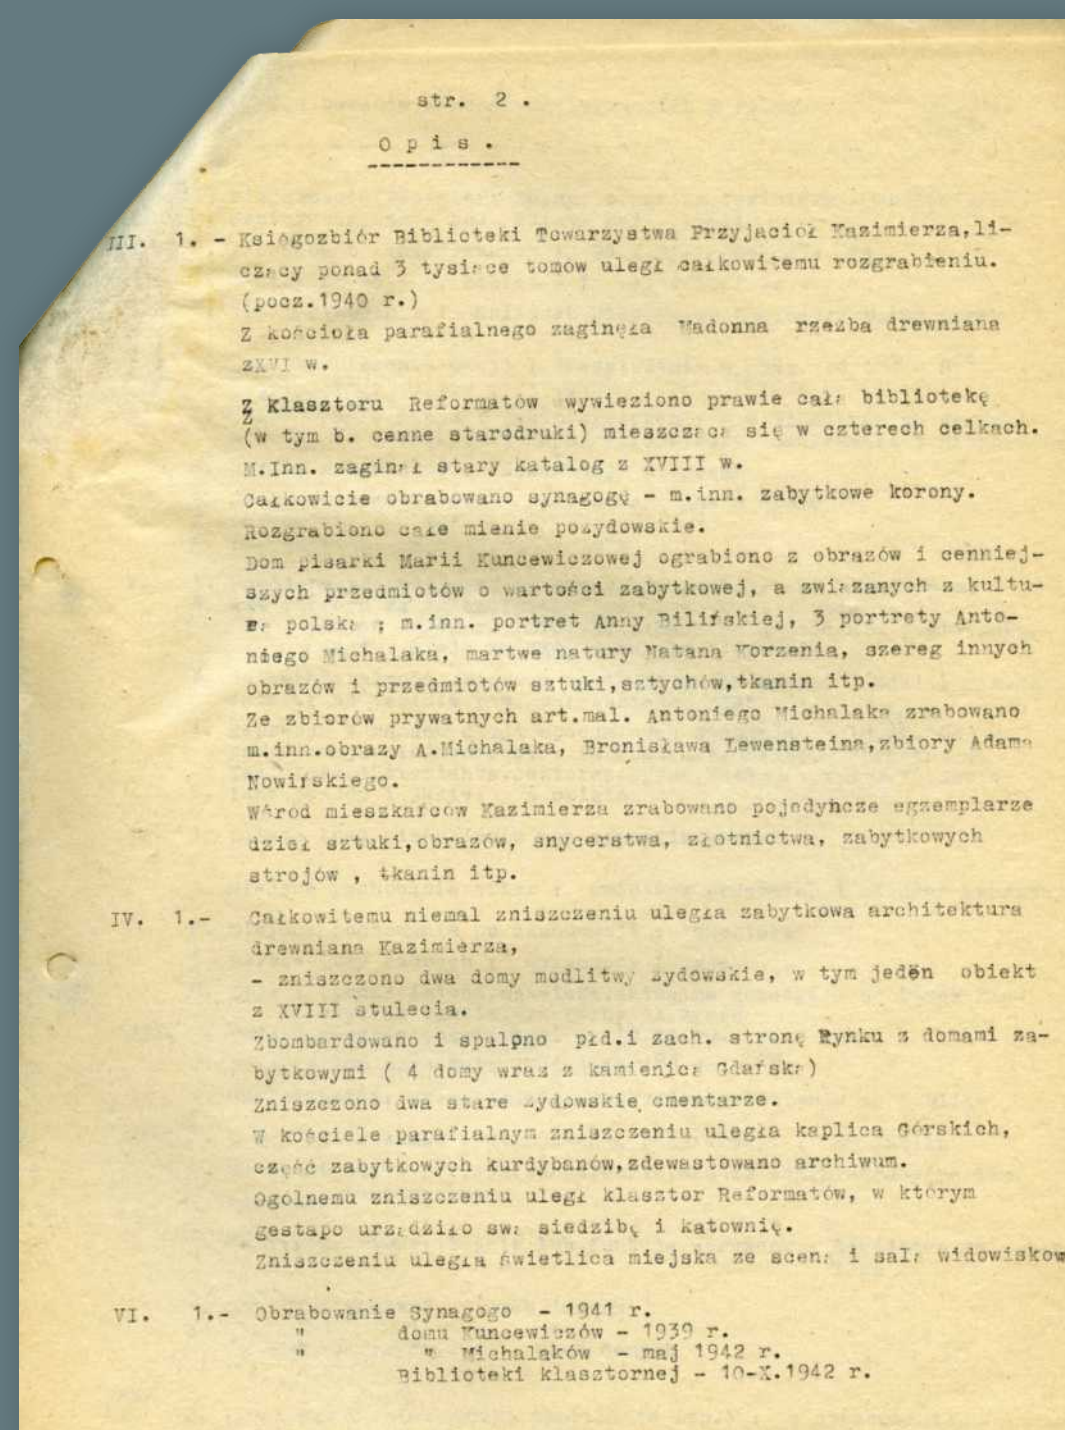 str. 2 .
O p i s .
III. 1. - Księgozbiór Biblioteki Towarzystwa Przyjaciół Kazimierza,li-
czący ponad 3 tysiące tomow uległ całkowitemu rozgrabieniu.
(pocz.1940 r.)
Z kościoła parafialnego zaginęła Madonna rzeźba drewniana
zXVI w.
Z Klasztoru Reformatów wywieziono prawie całą bibliotekę
(w tym b. cenne starodruki) mieszczącą się w czterech celkach.
M.Inn. zaginął stary katalog z XVIII w.
Całkowicie obrabowano synagogę - m.inn. zabytkowe korony.
Rozgrabiono całe mienie pożydowskie.
Dom pisarki Marii Kuncewiczowej ograbiono z obrazów i cenniej-
szych przedmiotów o wartości zabytkowej, a związanych z kultu-
rą polską ; m.inn. portret Anny Bilińskiej, 3 portrety Anto-
niego Michalaka, martwe natury Natana Korzenia, szereg innych
obrazów i przedmiotów sztuki,sztychów,tkanin itp.
Ze zbiorów prywatnych art.mal. Antoniego Michalaka zrabowano
m.inn.obrazy A.Michalaka, Bronisława Lewensteina,zbiory Adama
Nowińskiego.
Wśrod mieszkańcow Kazimierza zrabowano pojedyńcze egzemplarze
dzieł sztuki,obrazów, snycerstwa, złotnictwa, zabytkowych
strojów , tkanin itp.
IV. 1.- Całkowitemu niemal zniszczeniu uległa zabytkowa architektura
drewniana Kazimierza,
- zniszczono dwa domy modlitwy żydowskie, w tym jeden obiekt
z XVIII stulecia.
Zbombardowano i spalono płd.i zach. stronę Rynku z domami za-
bytkowymi ( 4 domy wraz z kamienicą Gdańską)
Zniszczono dwa stare żydowskie cmentarze.
W kościele parafialnym zniszczeniu uległa kaplica Górskich,
część zabytkowych kurdybanów,zdewastowano archiwum.
Ogólnemu zniszczeniu uległ klasztor Reformatów, w którym
gestapo urządziło swą siedzibę i katownię.
Zniszczeniu uległa świetlica miejska ze sceną i salą widowiskow
VI. 1.- Obrabowanie Synagogo - 1941 r.
" domu Kuncewiczów - 1939 r.
" " Michalaków - maj 1942 r.
Biblioteki klasztornej - 10-X.1942 r.